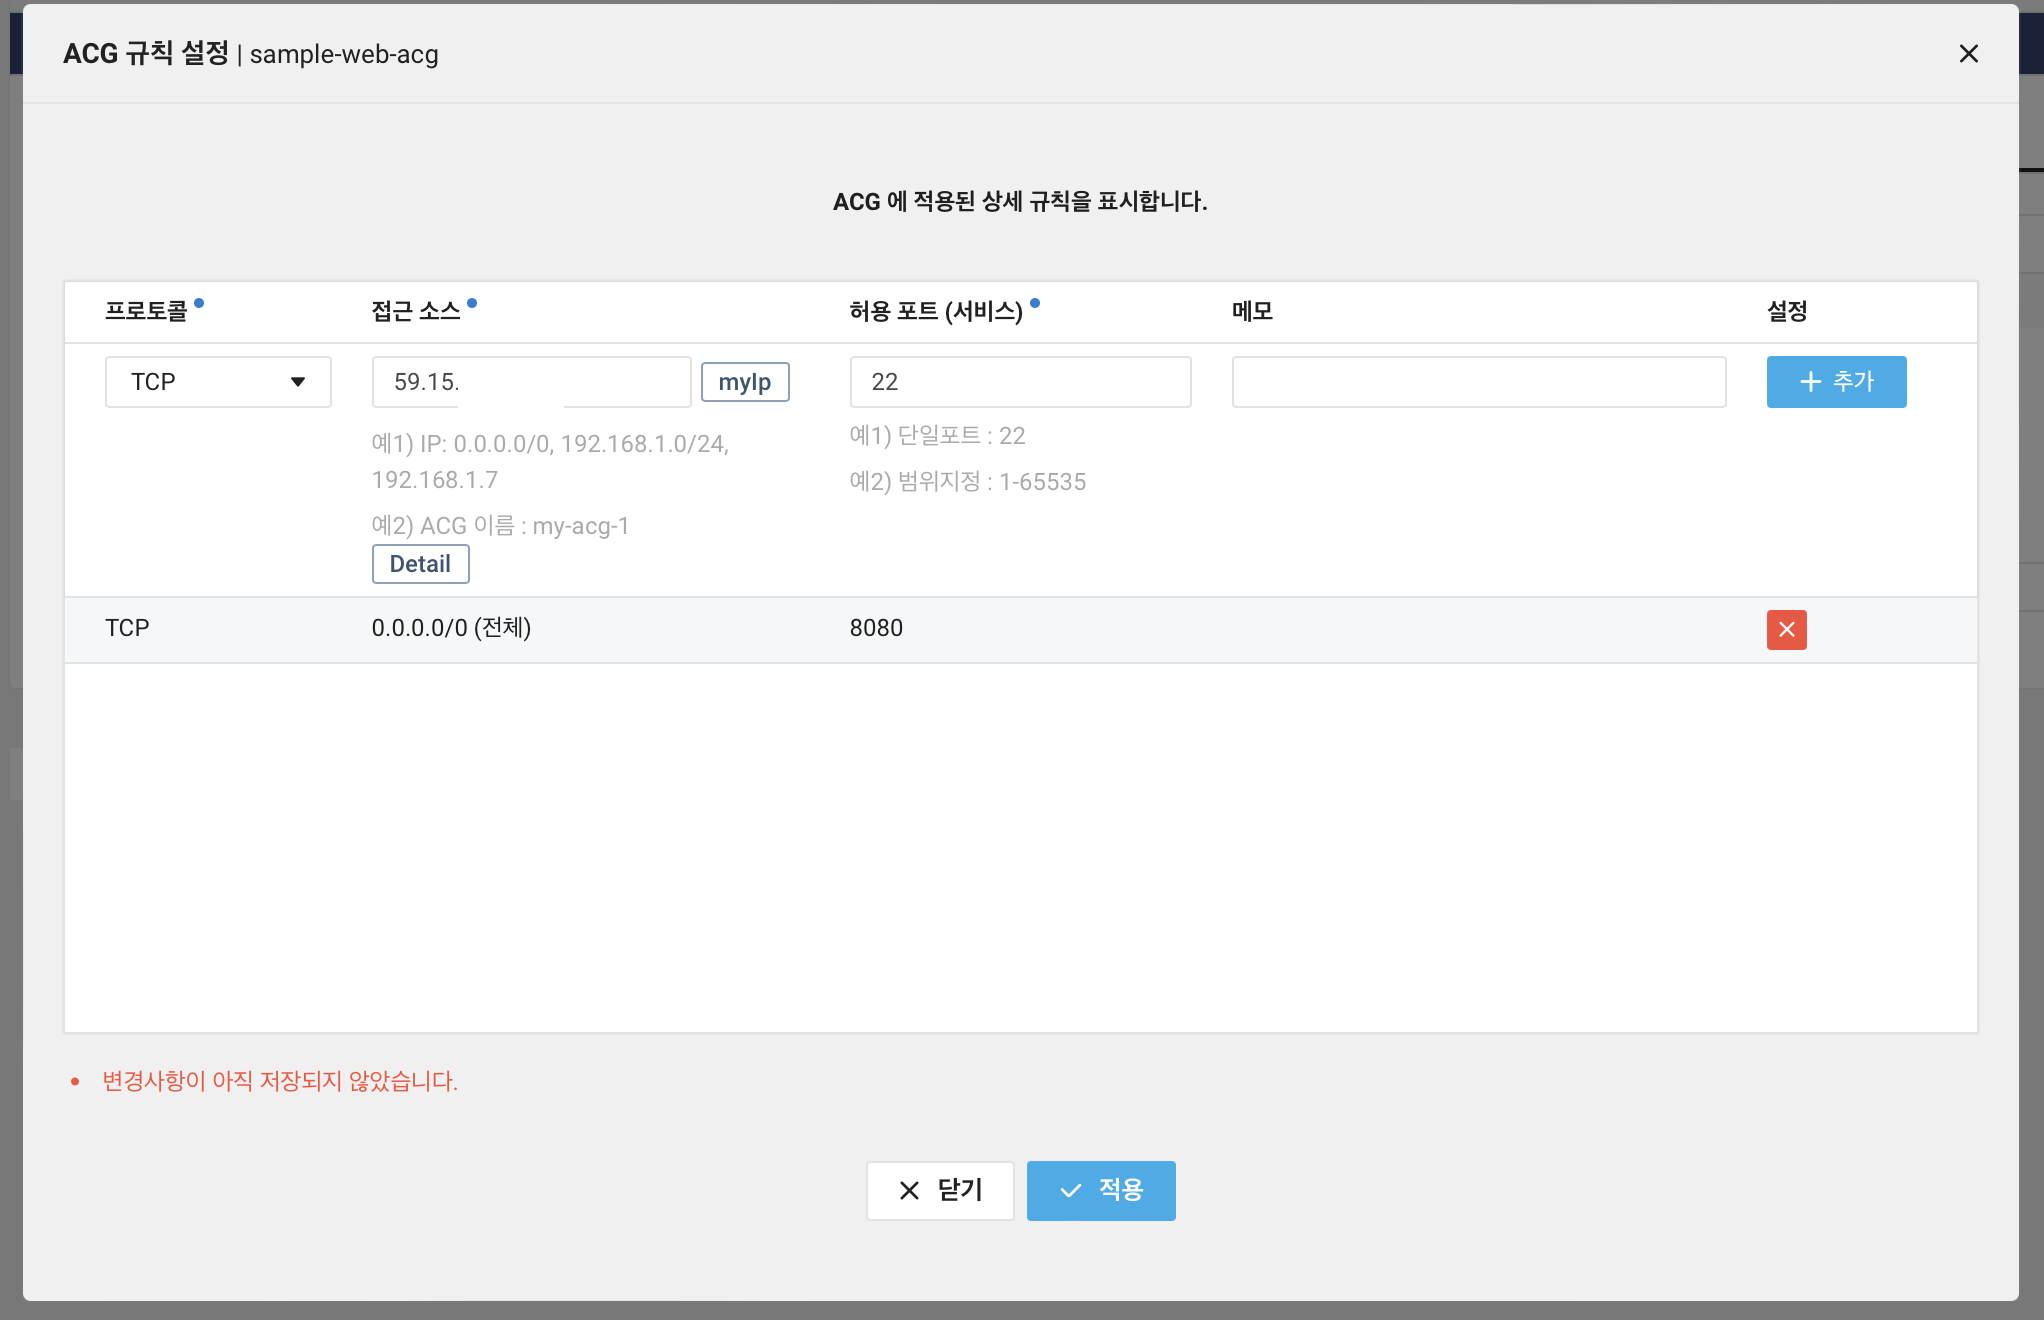 ACG 규칙 설정 | sample-web-acg
ACG 에 적용된 상세 규칙을 표시합니다.
프로토콜 접근 소스 허용 포트 (서비스) 메모 설정
TCP 59.15. myIp 22 추가
예1) IP: 0.0.0.0/0, 192.168.1.0/24,
192.168.1.7
예2) ACG 이름 : my-acg-1
Detail
예1) 단일포트 : 22
예2) 범위지정 : 1-65535
TCP 0.0.0.0/0 (전체) 8080
변경사항이 아직 저장되지 않았습니다.
닫기 적용